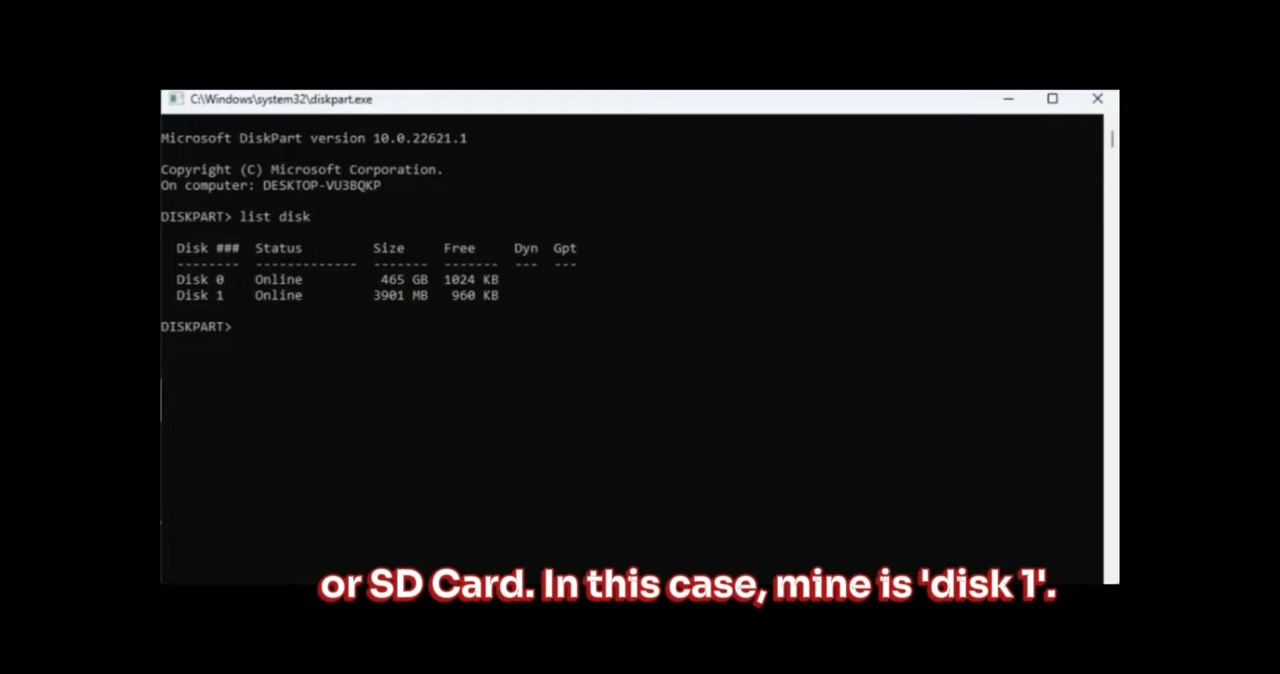 C:\Windows\system32\diskpart.exe
Microsoft DiskPart version 10.0.22621.1
Copyright (C) Microsoft Corporation.
On computer: DESKTOP-VU3BQKP
DISKPART> list disk
Disk ### Status Size Free Dyn Gpt
-------- ------------- ------- ------- --- ---
Disk 0 Online 465 GB 1024 KB
Disk 1 Online 3901 MB 960 KB
DISKPART>
or SD Card. In this case, mine is 'disk 1'.